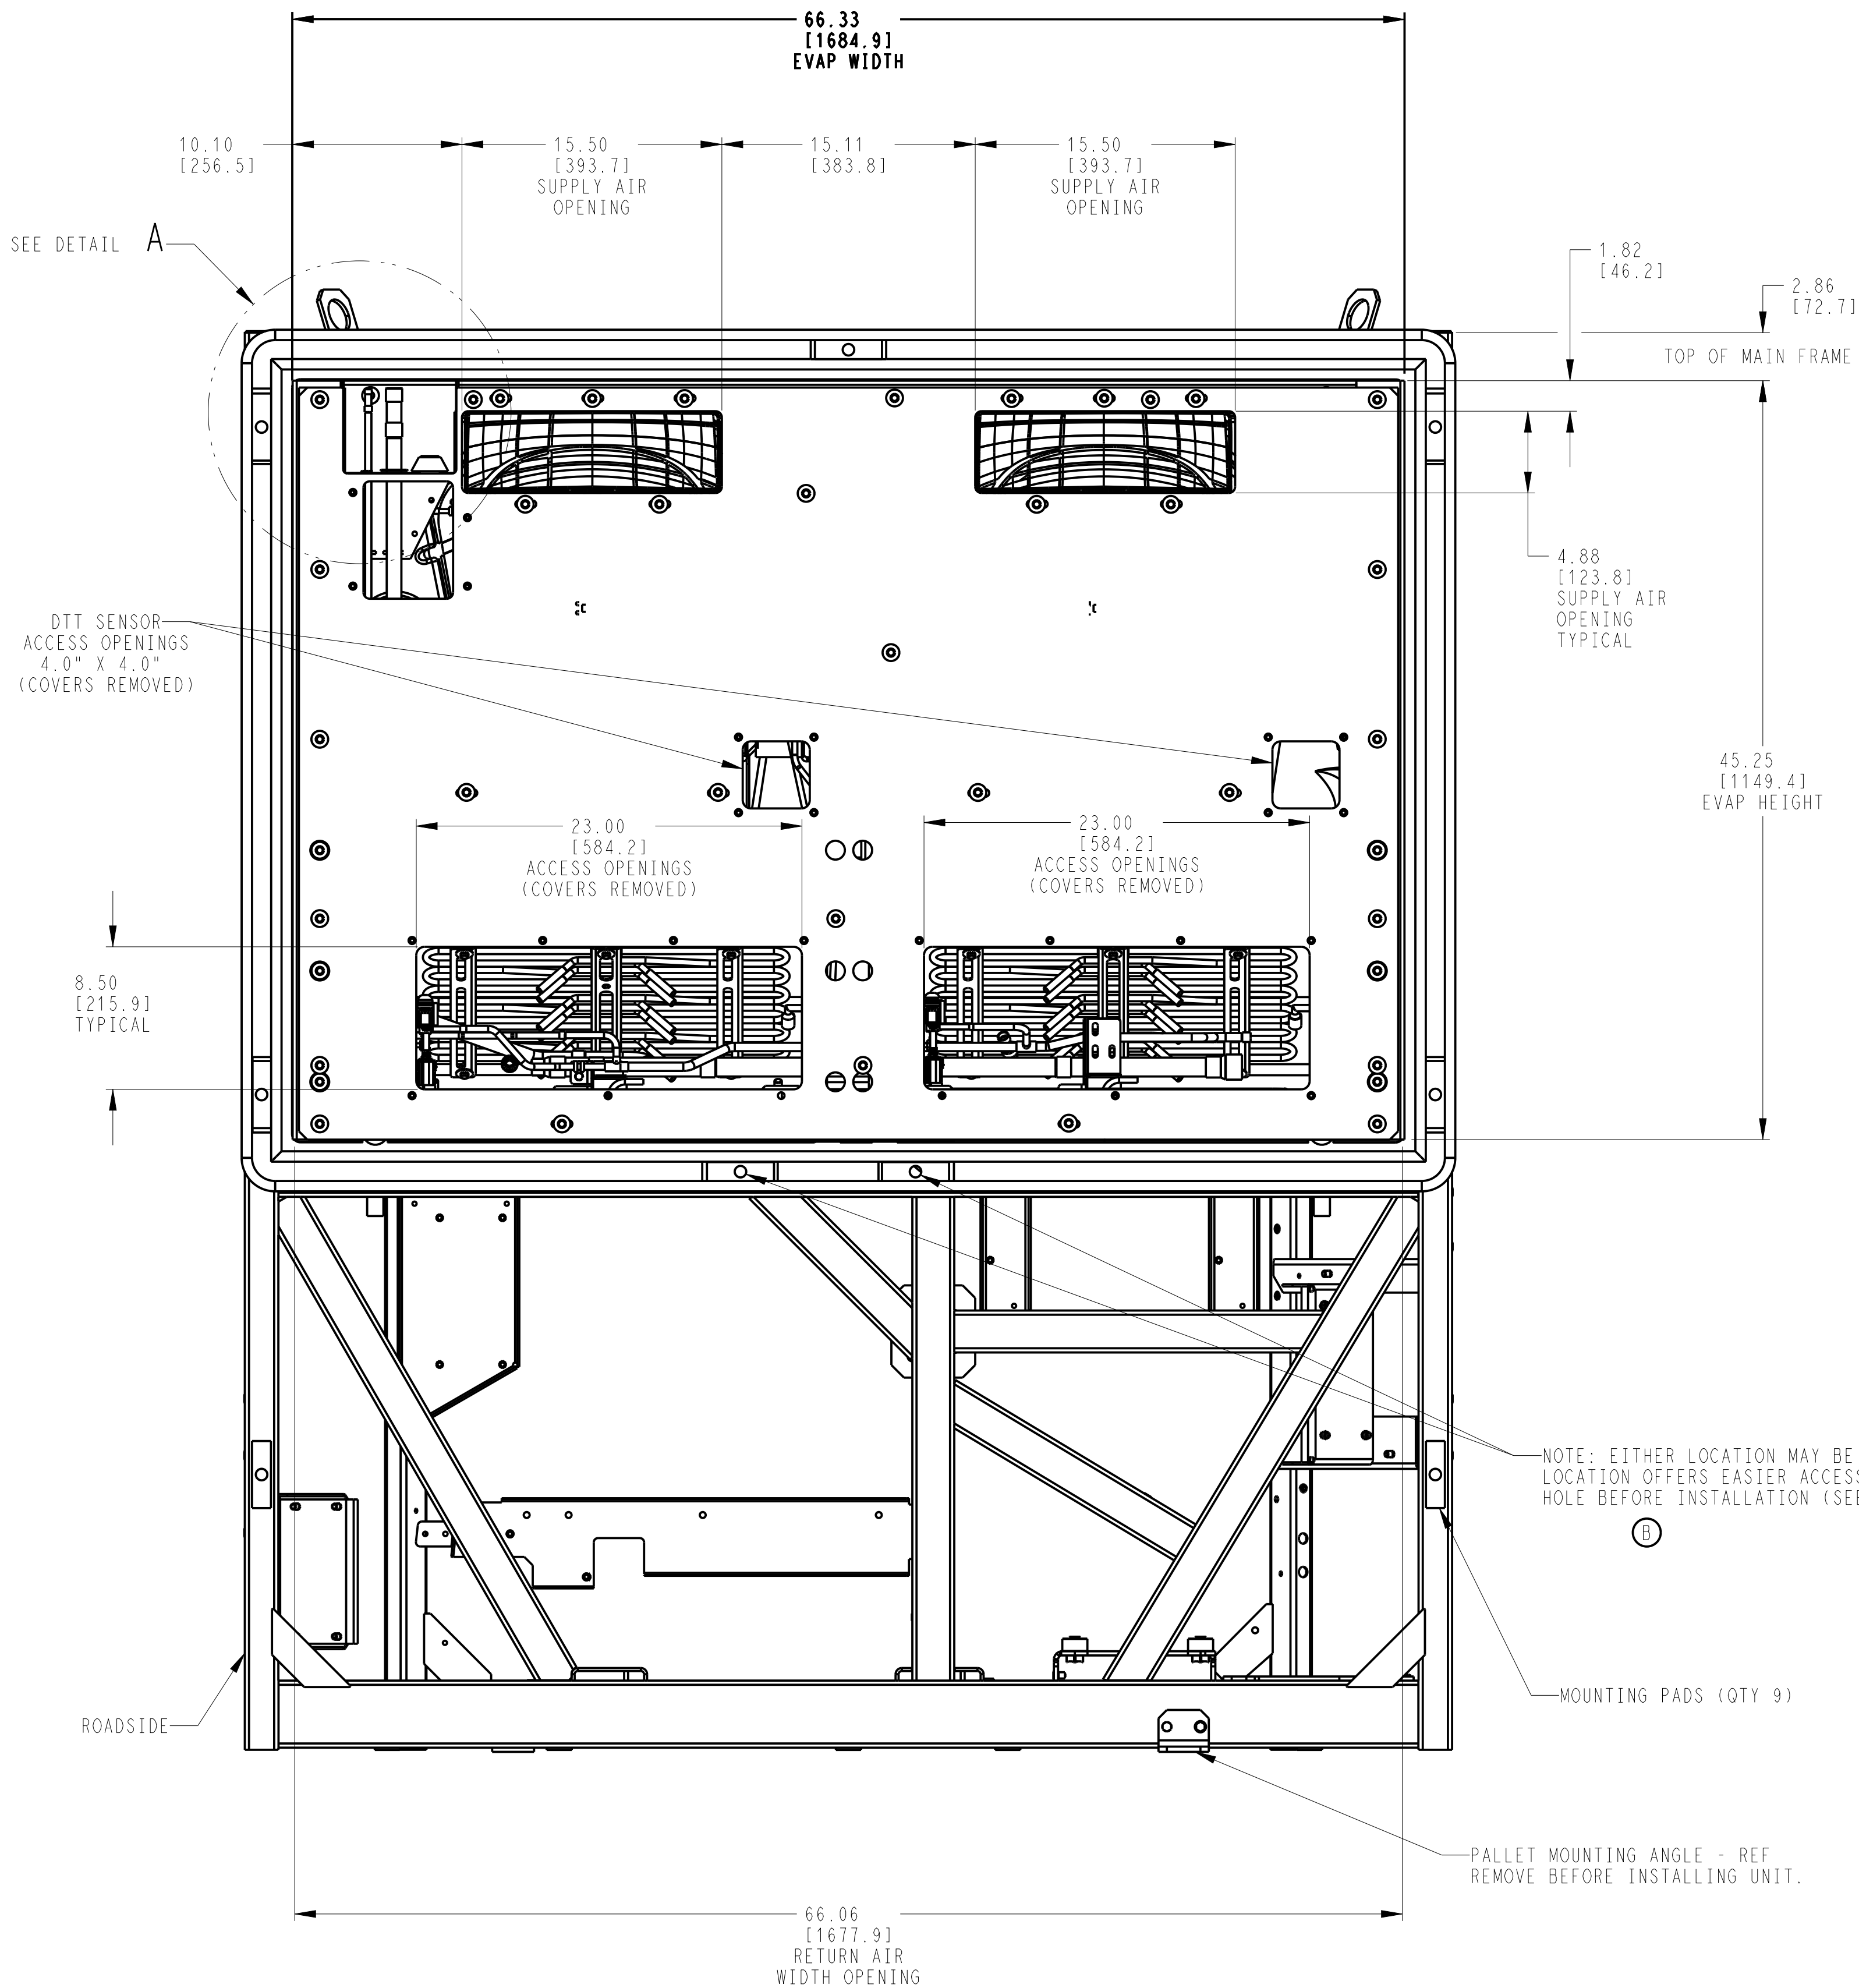 66.33
[1684.9]
EVAP WIDTH
10.10
[256.5]
15.50
[393.7]
SUPPLY AIR
OPENING
15.11
[383.8]
15.50
[393.7]
SUPPLY AIR
OPENING
SEE DETAIL A
1.82
[46.2]
2.86
[72.7]
TOP OF MAIN FRAME
4.88
[123.8]
SUPPLY AIR
OPENING
TYPICAL
DTT SENSOR
ACCESS OPENINGS
4.0" X 4.0"
(COVERS REMOVED)
45.25
[1149.4]
EVAP HEIGHT
23.00
[584.2]
ACCESS OPENINGS
(COVERS REMOVED)
23.00
[584.2]
ACCESS OPENINGS
(COVERS REMOVED)
8.50
[215.9]
TYPICAL
NOTE: EITHER LOCATION MAY BE
LOCATION OFFERS EASIER ACCESS
HOLE BEFORE INSTALLATION (SEE
B
MOUNTING PADS (QTY 9)
ROADSIDE
PALLET MOUNTING ANGLE - REF
REMOVE BEFORE INSTALLING UNIT.
66.06
[1677.9]
RETURN AIR
WIDTH OPENING